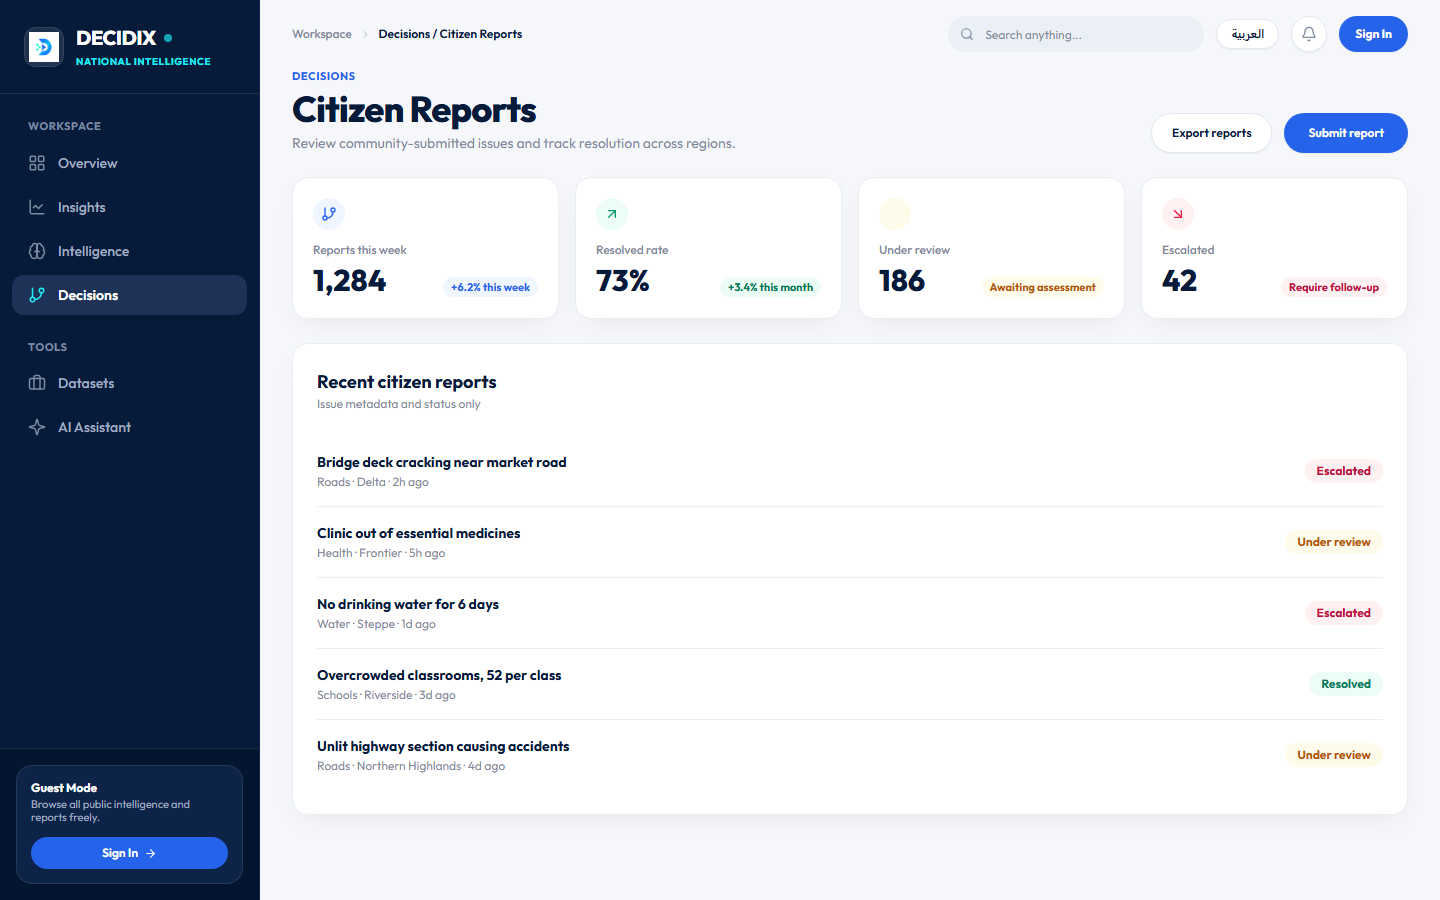 DECIDIX
NATIONAL INTELLIGENCE
WORKSPACE
Overview
Insights
Intelligence
Decisions
TOOLS
Datasets
AI Assistant
Guest Mode
Browse all public intelligence and
reports freely.
Sign In
Workspace
Decisions / Citizen Reports
Search anything...
العربية
Sign In
DECISIONS
Citizen Reports
Review community-submitted issues and track resolution across regions.
Export reports
Submit report
Reports this week
1,284
+6.2% this week
Resolved rate
73%
+3.4% this month
Under review
186
Awaiting assessment
Escalated
42
Require follow-up
Recent citizen reports
Issue metadata and status only
Bridge deck cracking near market road
Roads · Delta · 2h ago
Escalated
Clinic out of essential medicines
Health · Frontier · 5h ago
Under review
No drinking water for 6 days
Water · Steppe · 1d ago
Escalated
Overcrowded classrooms, 52 per class
Schools · Riverside · 3d ago
Resolved
Unlit highway section causing accidents
Roads · Northern Highlands · 4d ago
Under review